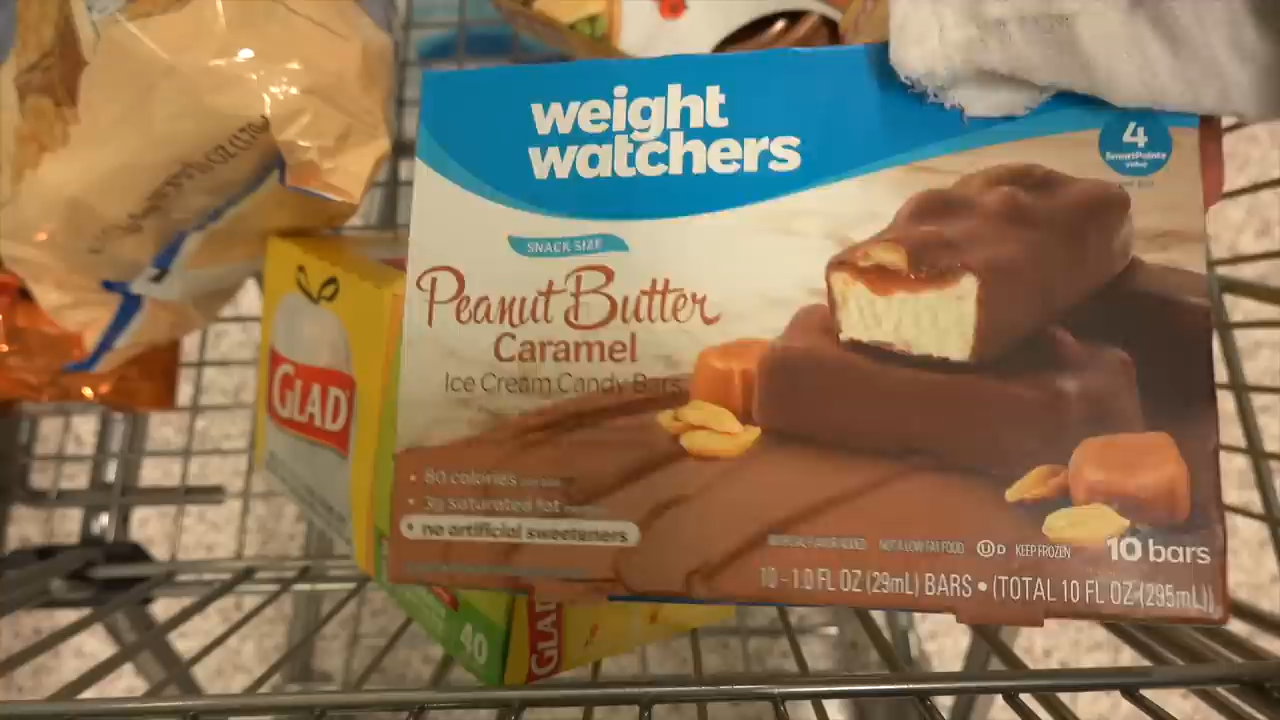 weight
watchers
4
SmartPoints
value
SNACK SIZE
Peanut Butter
Caramel
Ice Cream Candy Bars
• 80 calories
• 3g saturated fat
• no artificial sweeteners
NOT A LOW FAT FOOD
U D
KEEP FROZEN
10 bars
10 - 1.0 FL OZ (29mL) BARS • (TOTAL 10 FL OZ (295mL))
GLAD
40
GLAD